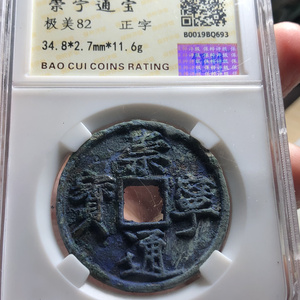 崇宁通宝
极美82 正字
34.8*2.7mm*11.6g
BAO CUI COINS RATING
B0019BQ693
崇寧通寳